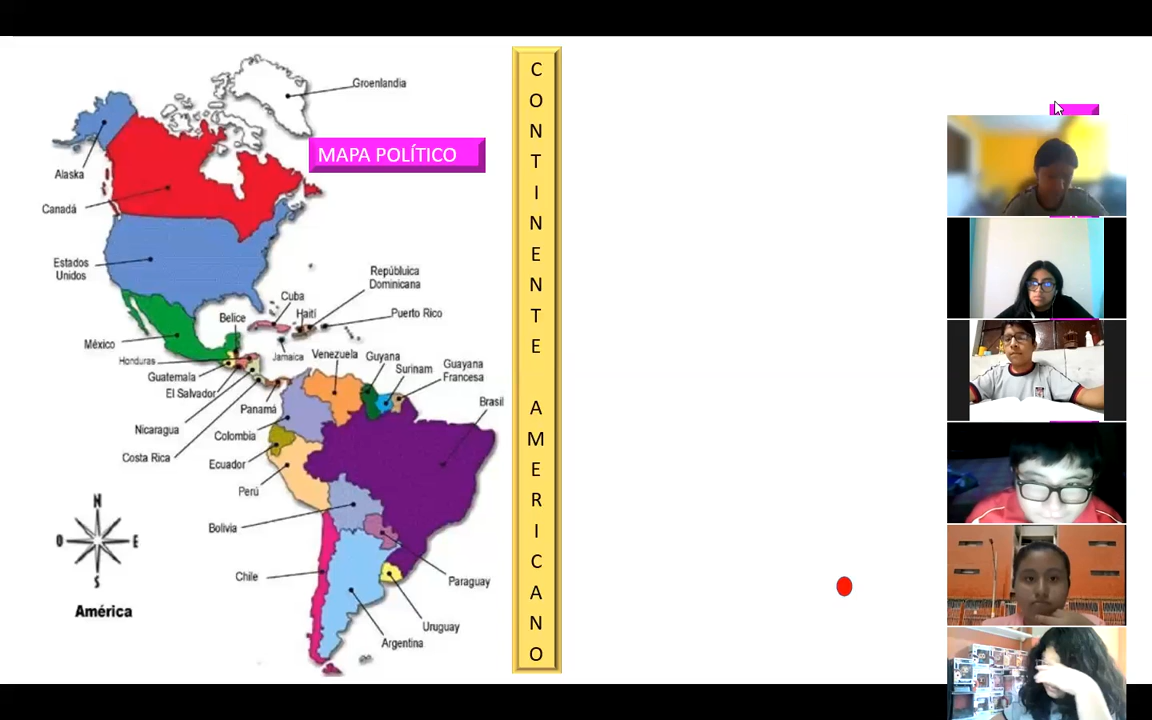 Groenlandia
MAPA POLÍTICO
Alaska
Canadá
Estados
Unidos
Repúbluica
Dominicana
Cuba
Haití
Puerto Rico
Belice
México
Jamaica
Honduras
Venezuela
Guyana
Guayana
Francesa
Surinam
Guatemala
El Salvador
Panamá
Brasil
Nicaragua
Colombia
Costa Rica
Ecuador
Perú
Bolivia
Chile
Paraguay
Uruguay
Argentina
N
O
E
S
América
CONTINENTE AMERICANO